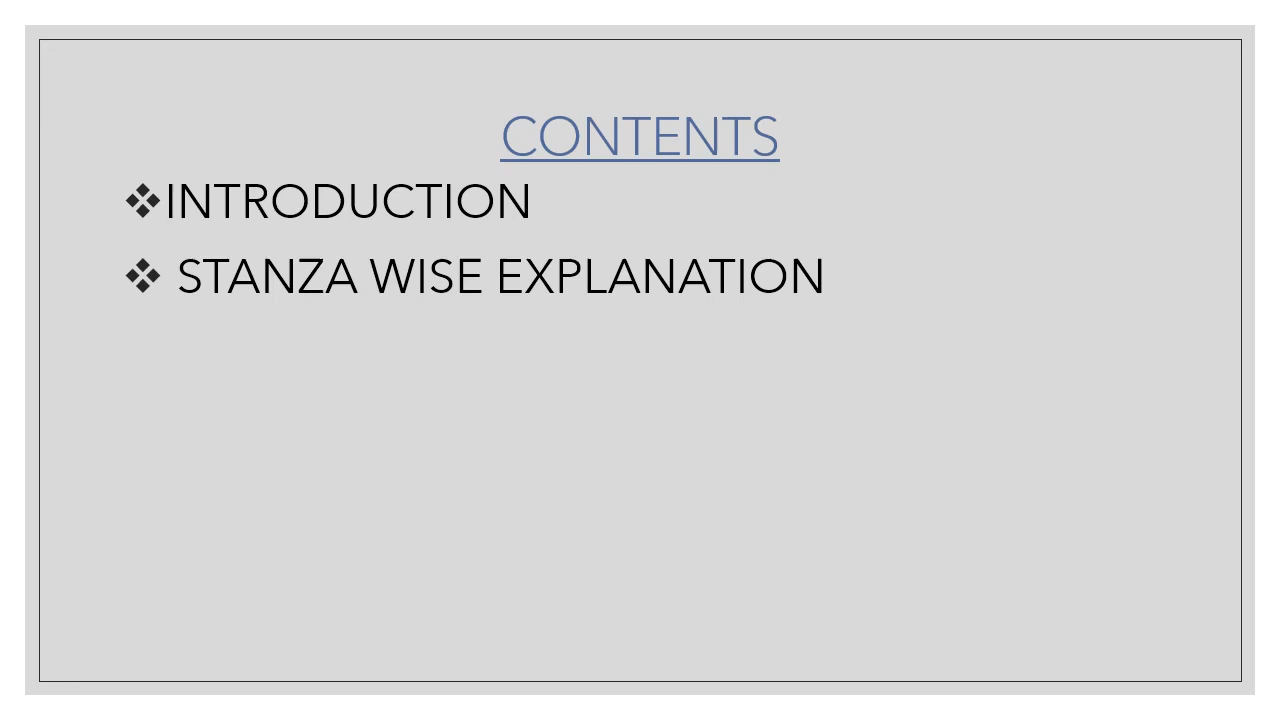 CONTENTS
❖INTRODUCTION
❖ STANZA WISE EXPLANATION